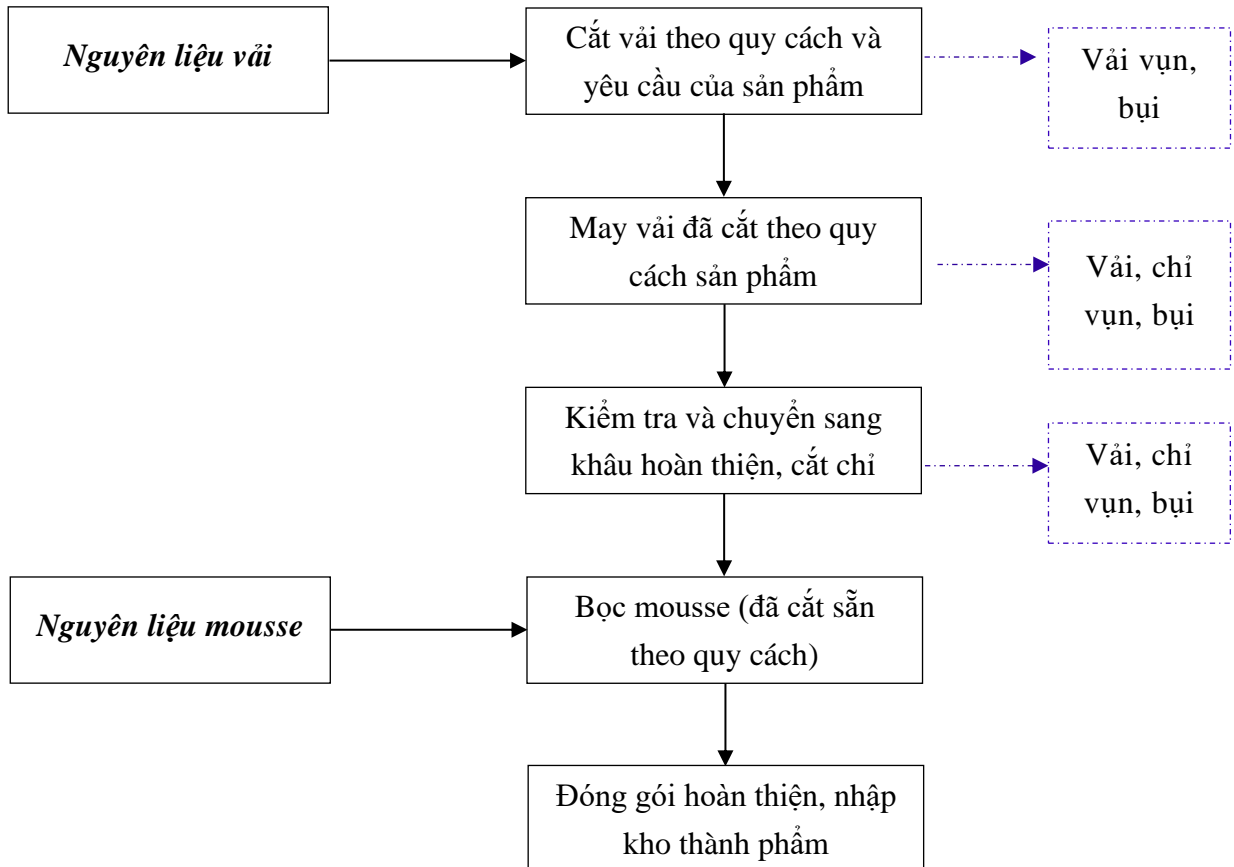 Nguyên liệu vải
Cắt vải theo quy cách và
yêu cầu của sản phẩm
Vải vụn,
bụi
May vải đã cắt theo quy
cách sản phẩm
Vải, chỉ
vụn, bụi
Kiểm tra và chuyển sang
khâu hoàn thiện, cắt chỉ
Vải, chỉ
vụn, bụi
Nguyên liệu mousse
Bọc mousse (đã cắt sẵn
theo quy cách)
Đóng gói hoàn thiện, nhập
kho thành phẩm